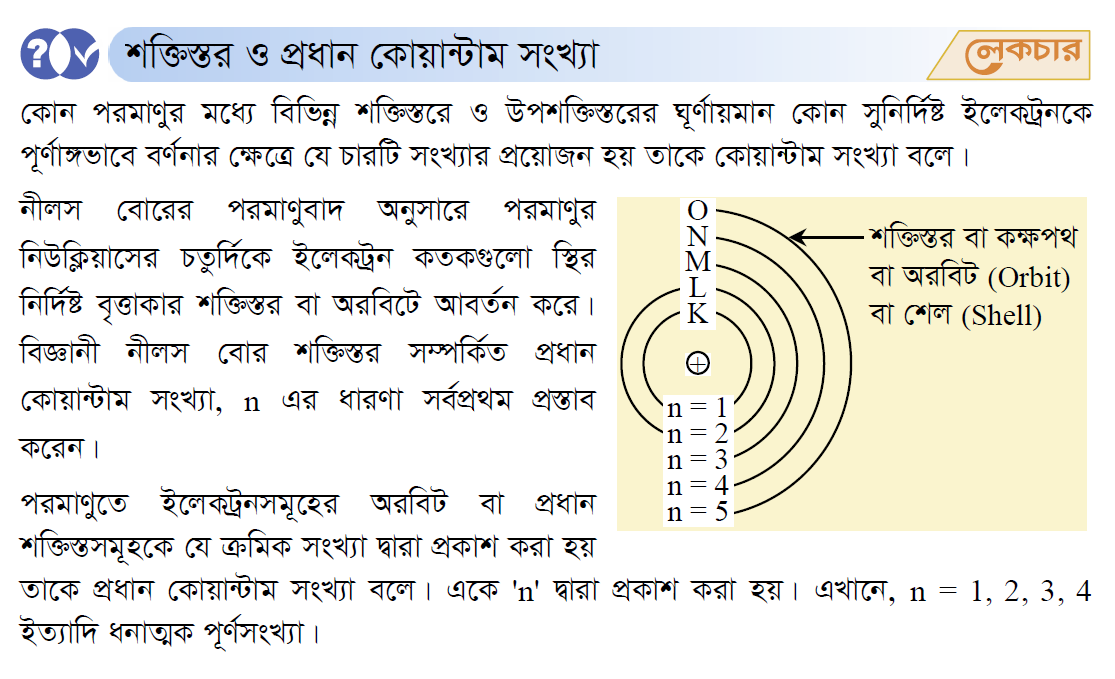 শক্তিস্তর ও প্রধান কোয়ান্টাম সংখ্যা
লেকচার
কোন পরমাণুর মধ্যে বিভিন্ন শক্তিস্তরে ও উপশক্তিস্তরের ঘূর্ণায়মান কোন সুনির্দিষ্ট ইলেকট্রনকে
পূর্ণাঙ্গভাবে বর্ণনার ক্ষেত্রে যে চারটি সংখ্যার প্রয়োজন হয় তাকে কোয়ান্টাম সংখ্যা বলে।
নীলস বোরের পরমাণুবাদ অনুসারে পরমাণুর
নিউক্লিয়াসের চতুর্দিকে ইলেকট্রন কতকগুলো স্থির
নির্দিষ্ট বৃত্তাকার শক্তিস্তর বা অরবিটে আবর্তন করে।
বিজ্ঞানী নীলস বোর শক্তিস্তর সম্পর্কিত প্রধান
কোয়ান্টাম সংখ্যা, n এর ধারণা সর্বপ্রথম প্রস্তাব
করেন।
O
N
M
L
K
+
n = 1
n = 2
n = 3
n = 4
n = 5
শক্তিস্তর বা কক্ষপথ
বা অরবিট (Orbit)
বা শেল (Shell)
পরমাণুতে ইলেকট্রনসমূহের অরবিট বা প্রধান
শক্তিস্তসমূহকে যে ক্রমিক সংখ্যা দ্বারা প্রকাশ করা হয়
তাকে প্রধান কোয়ান্টাম সংখ্যা বলে। একে 'n' দ্বারা প্রকাশ করা হয়। এখানে, n = 1, 2, 3, 4
ইত্যাদি ধনাত্মক পূর্ণসংখ্যা।